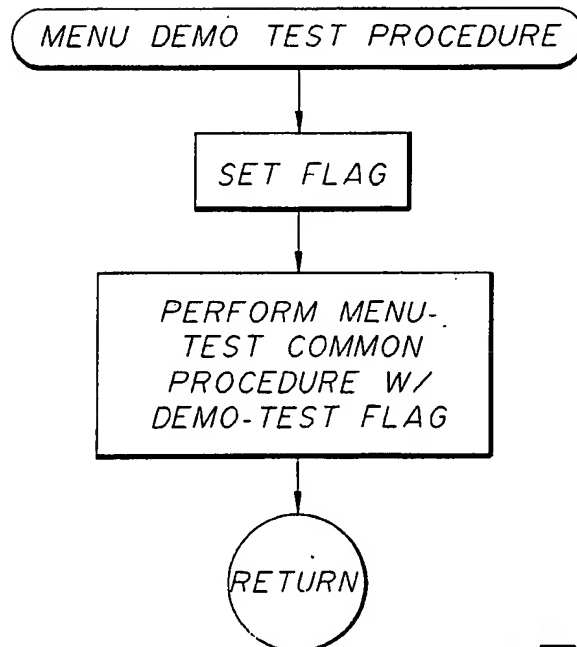 MENU DEMO TEST PROCEDURE
SET FLAG
PERFORM MENU-
TEST COMMON
PROCEDURE W/
DEMO-TEST FLAG
RETURN